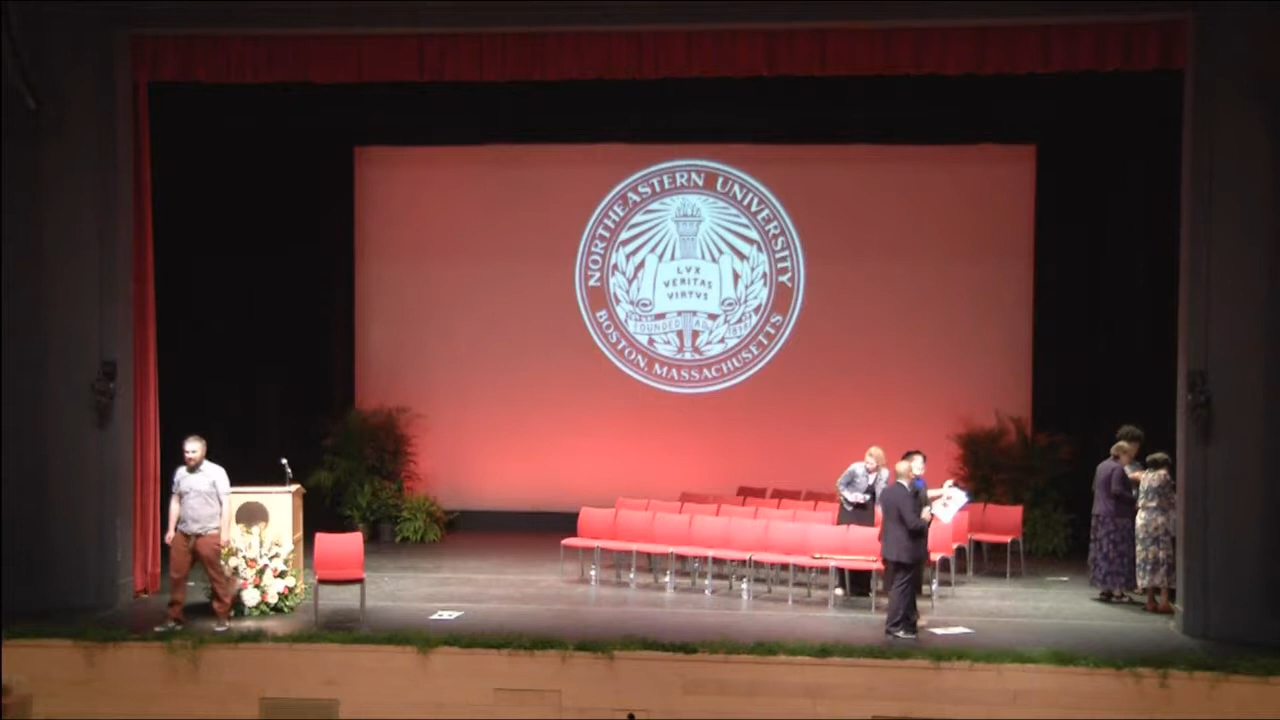 NORTHEASTERN UNIVERSITY
LVX
VERITAS
VIRTVS
FOUNDED A.D. 1898
BOSTON, MASSACHUSETTS